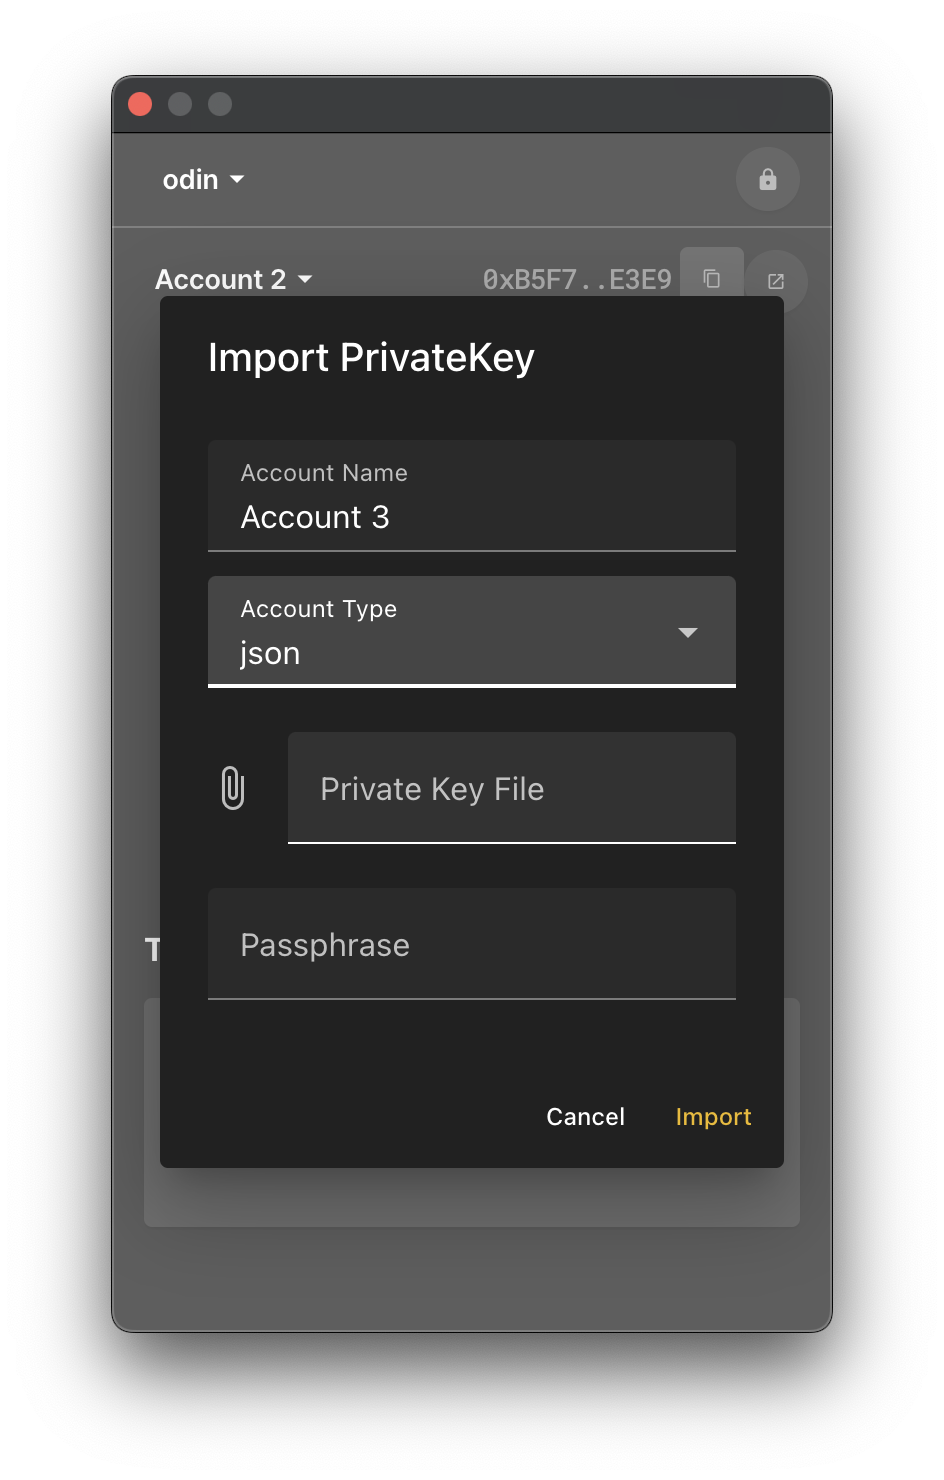 odin
Account 2 0xB5F7..E3E9
Import PrivateKey
Account Name
Account 3
Account Type
json
Private Key File
Passphrase
Cancel Import